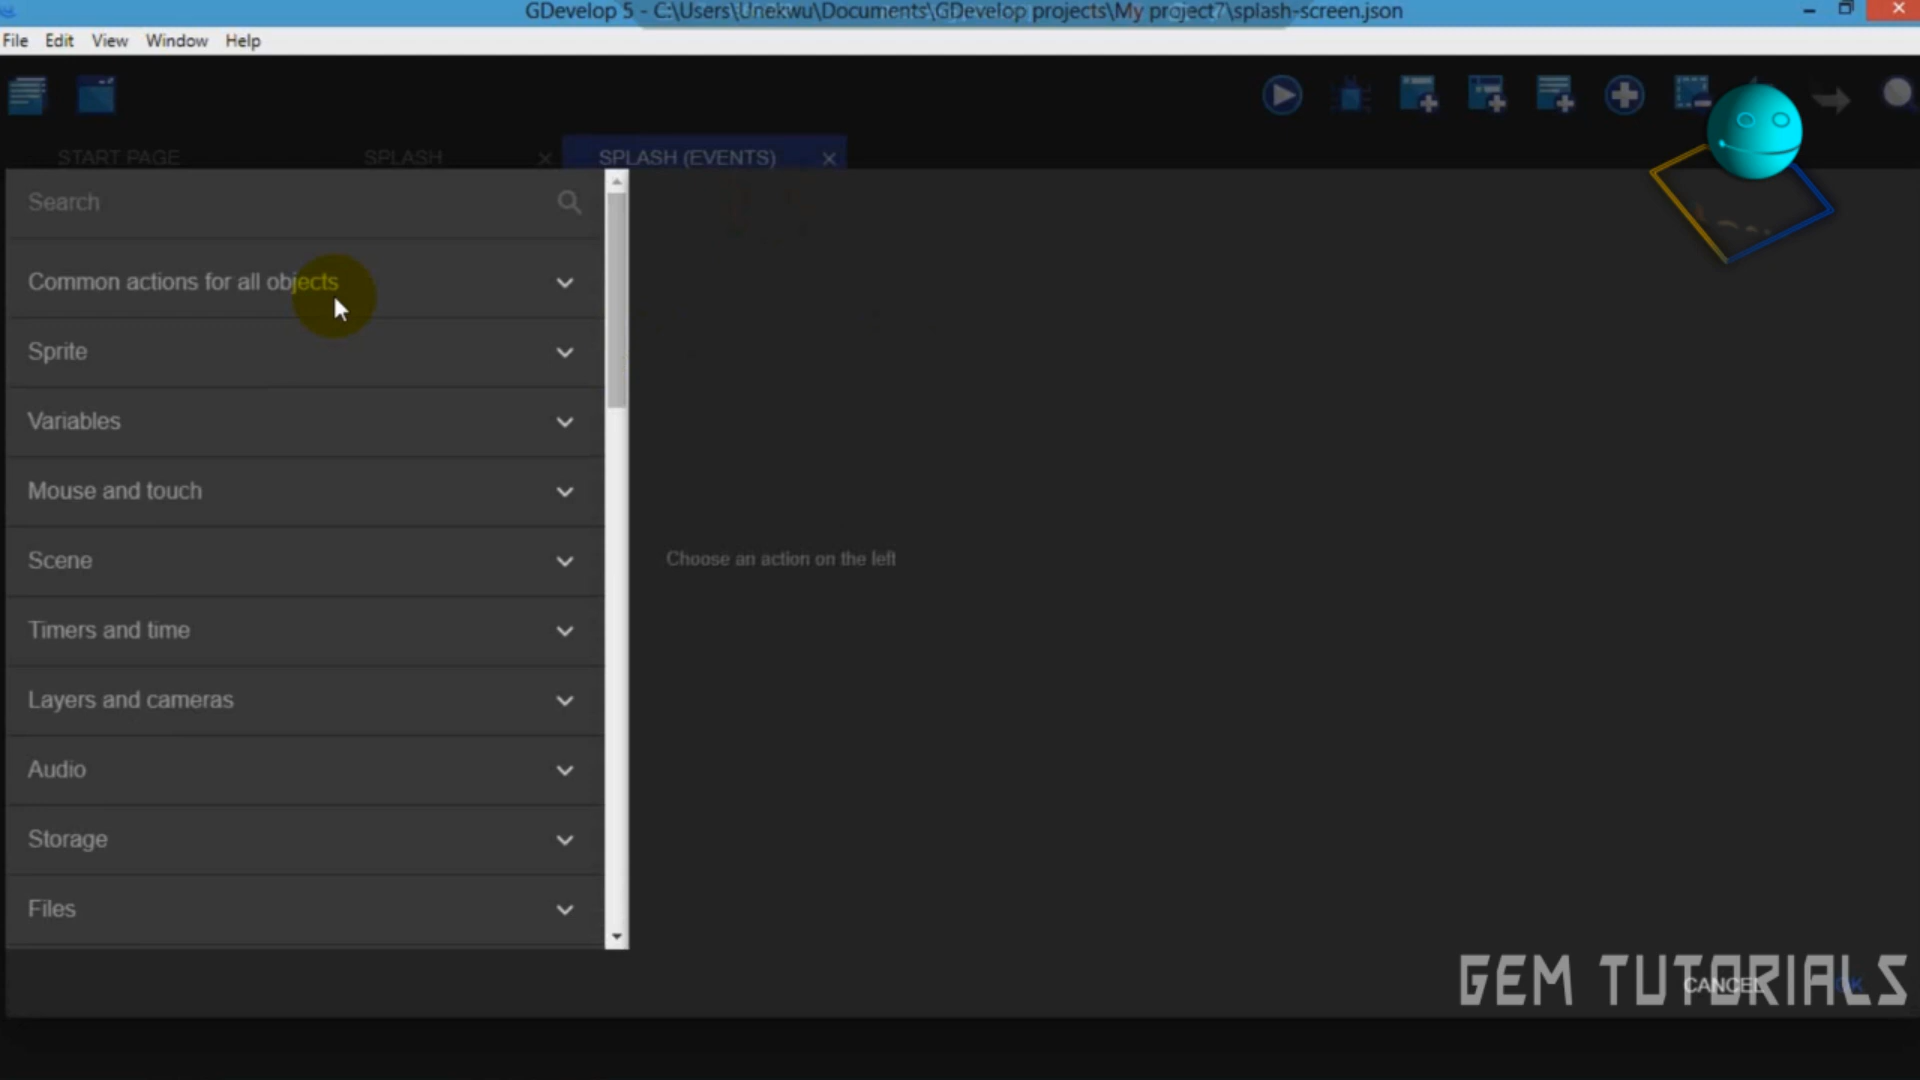 GDevelop 5 - C:\Users\Unekwu\Documents\GDevelop projects\My project7\splash-screen.json
File Edit View Window Help
START PAGE SPLASH SPLASH (EVENTS)
Search
Common actions for all objects
Sprite
Variables
Mouse and touch
Scene
Choose an action on the left
Timers and time
Layers and cameras
Audio
Storage
Files
GEM TUTORIALS
CANCEL OK